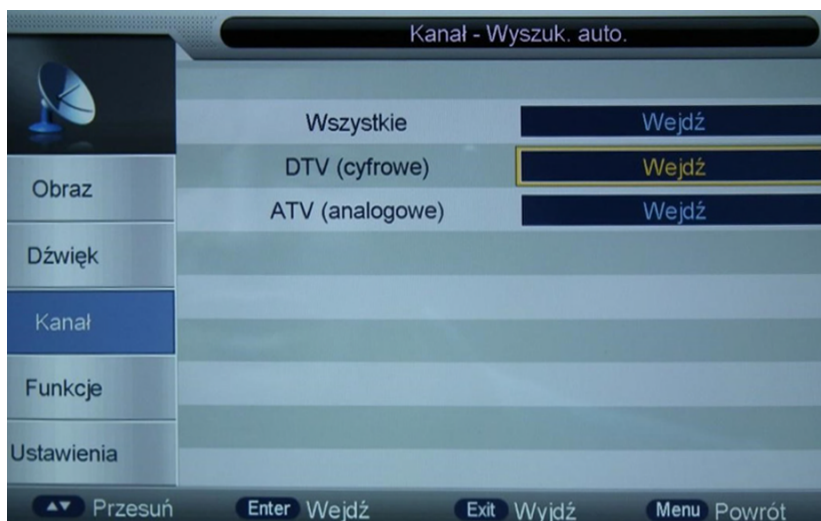 Kanał - Wyszuk. auto.
Wszystkie Wejdź
DTV (cyfrowe) Wejdź
ATV (analogowe) Wejdź
Obraz
Dźwięk
Kanał
Funkcje
Ustawienia
Przesuń Enter Wejdź Exit Wyjdź Menu Powrót